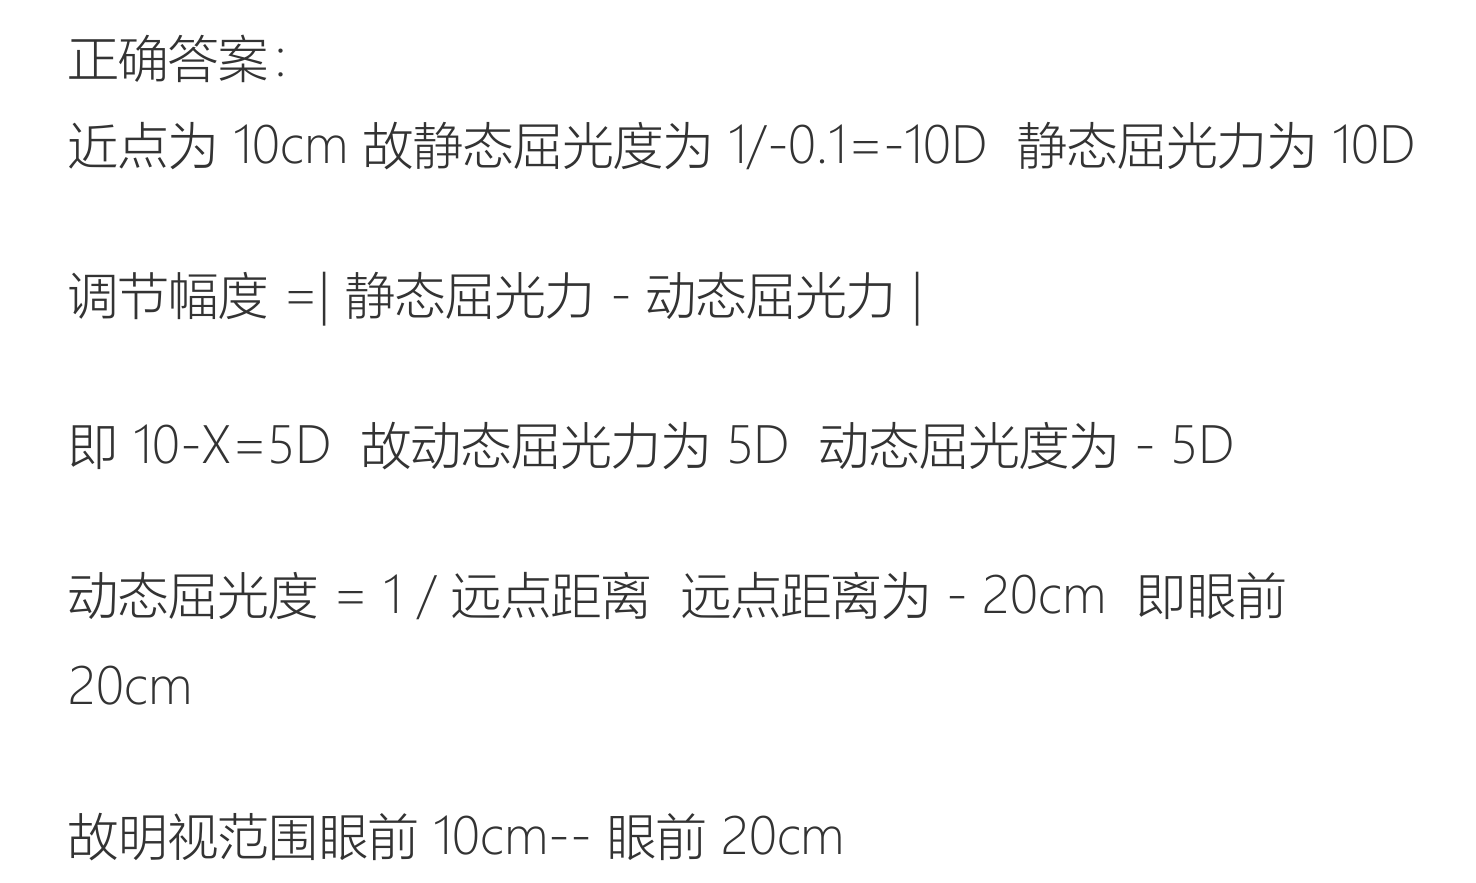 正确答案：
近点为 10cm 故静态屈光度为 1/-0.1=-10D 静态屈光力为 10D
调节幅度 =| 静态屈光力 - 动态屈光力 |
即 10-X=5D 故动态屈光力为 5D 动态屈光度为 - 5D
动态屈光度 = 1 / 远点距离 远点距离为 - 20cm 即眼前
20cm
故明视范围眼前 10cm-- 眼前 20cm